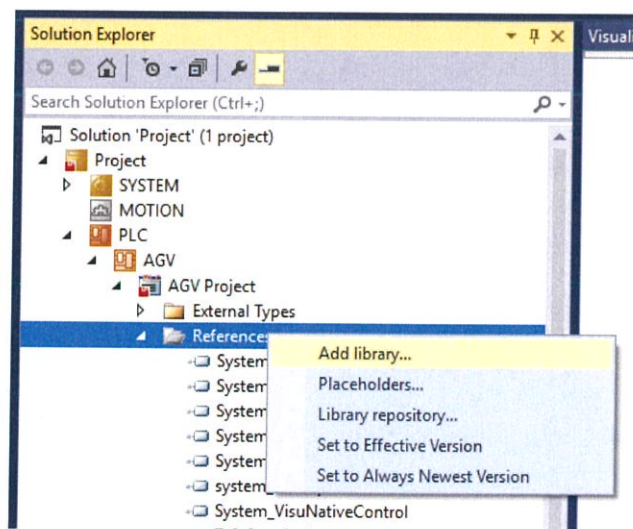 Solution Explorer
Visuali
Search Solution Explorer (Ctrl+;)
Solution 'Project' (1 project)
Project
SYSTEM
MOTION
PLC
AGV
AGV Project
External Types
References
Add library...
System
Placeholders...
System
Library repository...
System
System
Set to Effective Version
System
Set to Always Newest Version
system_
System_VisuNativeControl